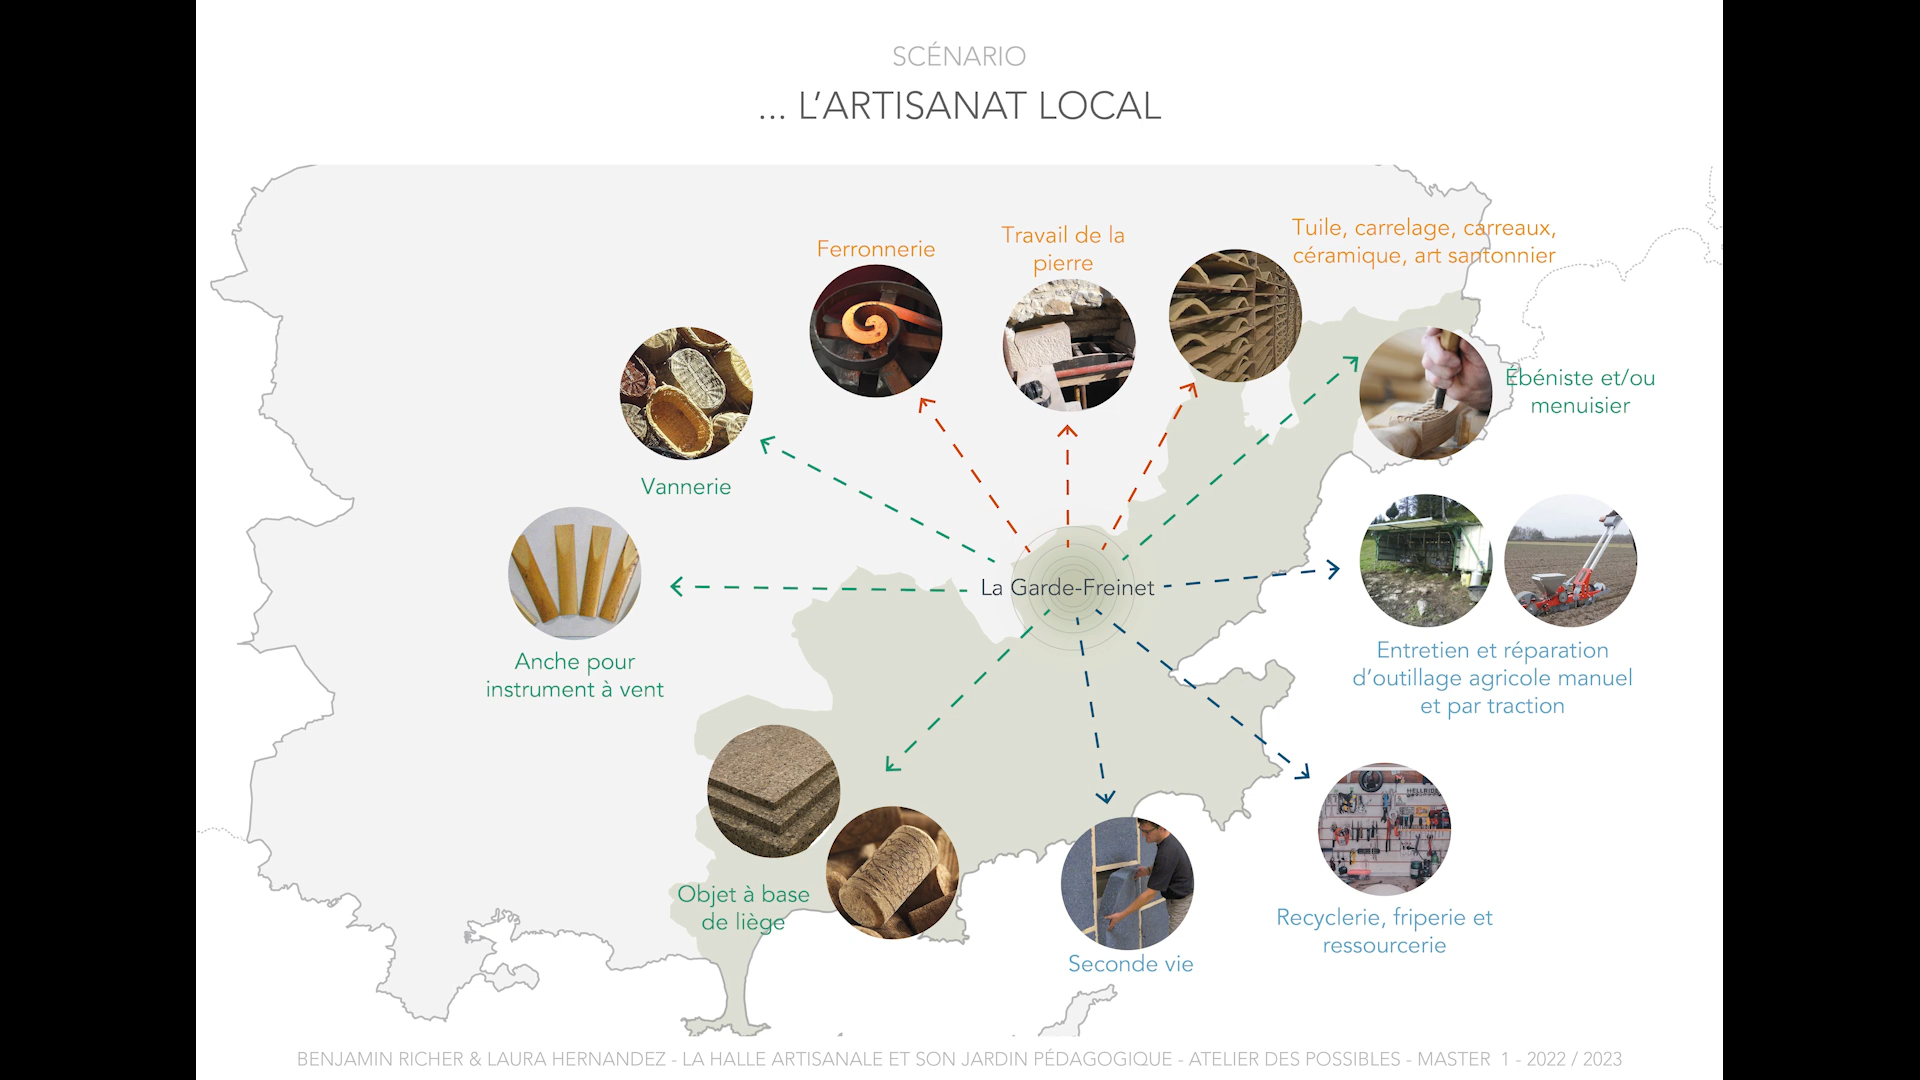 SCÉNARIO
... L’ARTISANAT LOCAL
Tuile, carrelage, carreaux,
céramique, art santonnier
Travail de la
pierre
Ferronnerie
Ébéniste et/ou
menuisier
Vannerie
La Garde-Freinet
Anche pour
instrument à vent
Entretien et réparation
d’outillage agricole manuel
et par traction
Objet à base
de liège
Recyclerie, friperie et
ressourcerie
Seconde vie
BENJAMIN RICHER & LAURA HERNANDEZ - LA HALLE ARTISANALE ET SON JARDIN PÉDAGOGIQUE - ATELIER DES POSSIBLES - MASTER 1 - 2022 / 2023